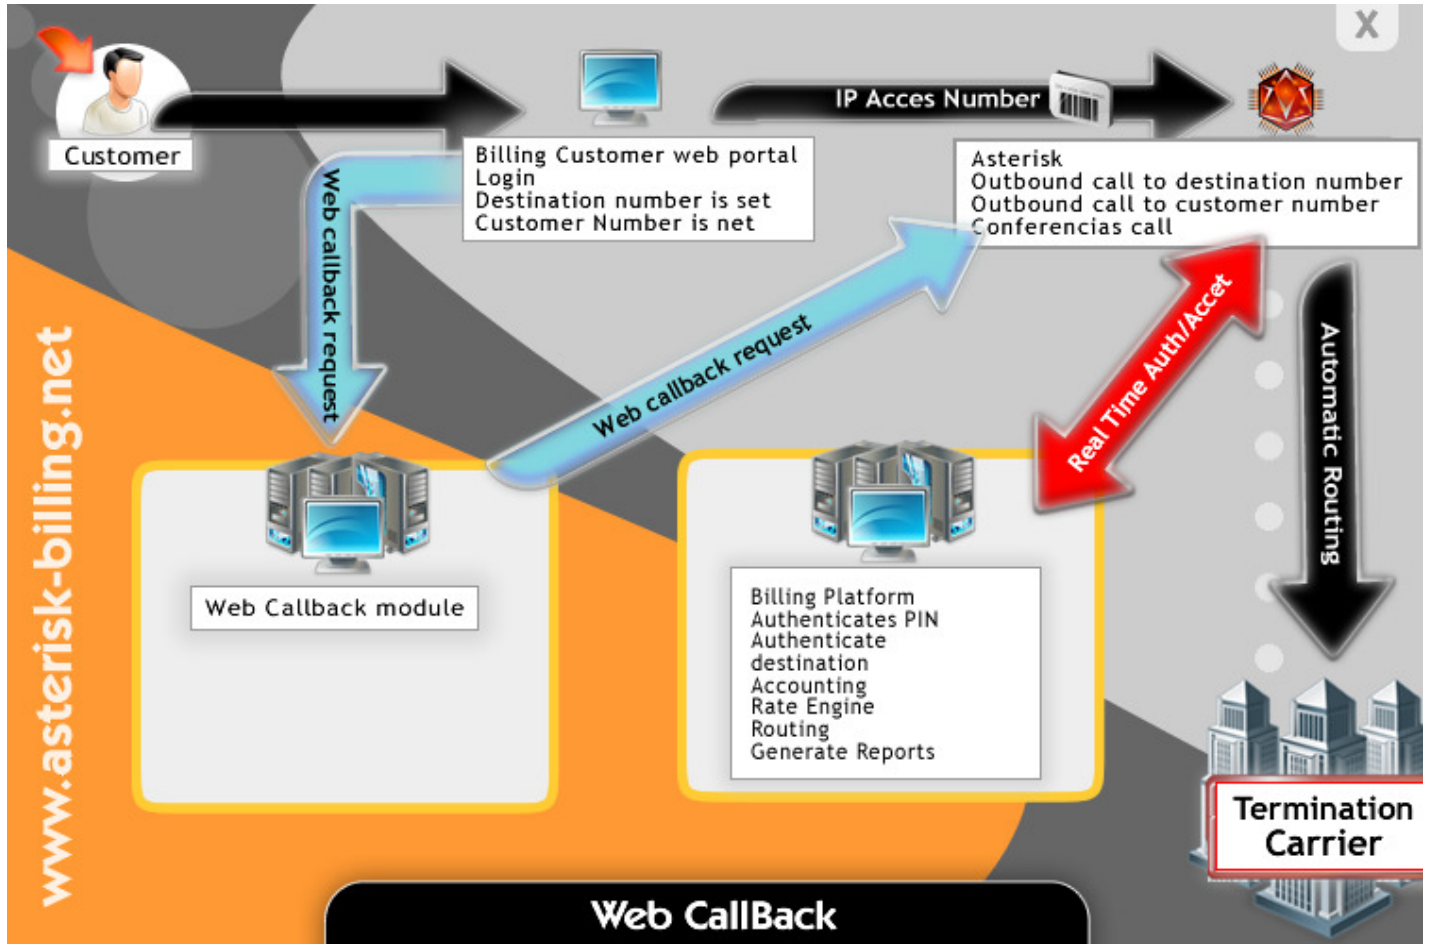 X
Customer
Billing Customer web portal
Login
Destination number is set
Customer Number is net
IP Acces Number
Asterisk
Outbound call to destination number
Outbound call to customer number
Conferencias call
Web callback request
Web callback request
Real Time Auth/Accet
Automatic Routing
Web Callback module
Billing Platform
Authenticates PIN
Authenticate
destination
Accounting
Rate Engine
Routing
Generate Reports
Termination
Carrier
www.asterisk-billing.net
Web CallBack